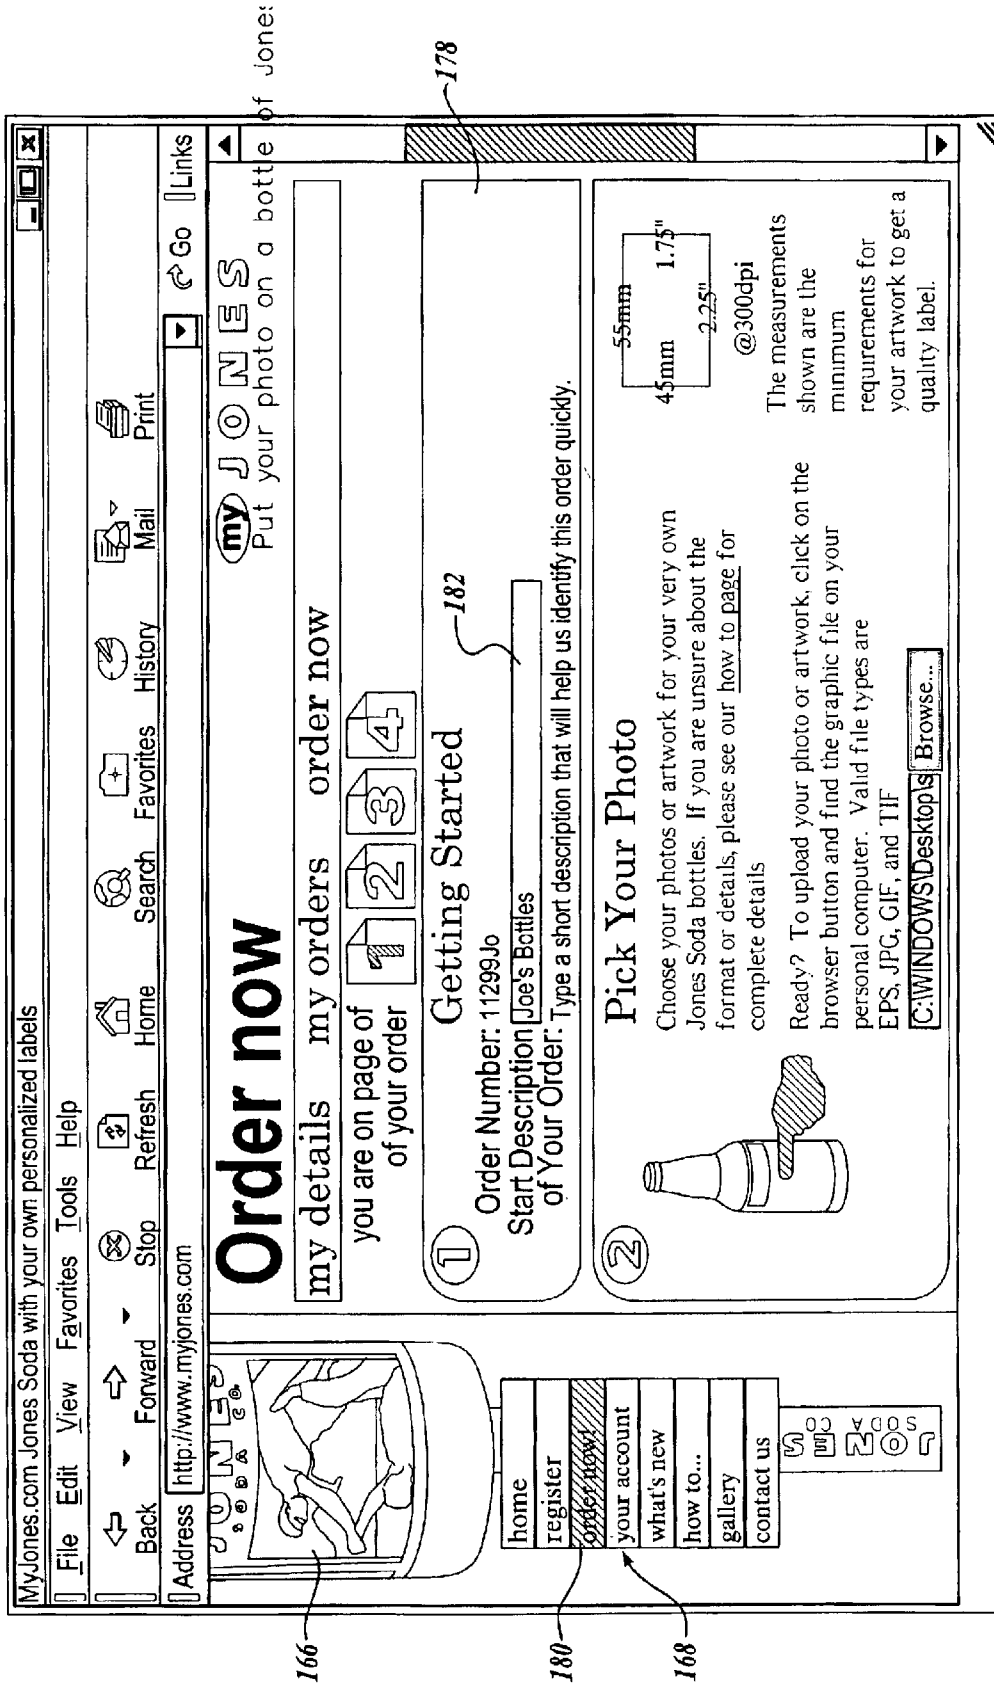 MyJones.com Jones Soda with your own personalized labels
File Edit View Favorites Tools Help
Back Forward Stop Refresh Home Search Favorites History Mail Print
Address http://www.myjones.com Go Links
JONES
SODA CO.
166
home
register
order now!
your account
what's new
how to...
gallery
contact us
180
168
JONES
SODA CO
Order now
my JONES
Put your photo on a bottle of Jones
my details my orders order now
you are on page of 1 2 3 4
of your order
178
1 Getting Started
Order Number: 11299Jo
Start Description Joe's Bottles
of Your Order: Type a short description that will help us identify this order quickly.
182
2 Pick Your Photo
Choose your photos or artwork for your very own
Jones Soda bottles. If you are unsure about the
format or details, please see our how to page for
complete details
Ready? To upload your photo or artwork, click on the
browser button and find the graphic file on your
personal computer. Valid file types are
EPS, JPG, GIF, and TIF
C:\WINDOWS\Desktop\s Browse...
55mm
45mm 1.75"
2.25"
@300dpi
The measurements
shown are the
minimum
requirements for
your artwork to get a
quality label.